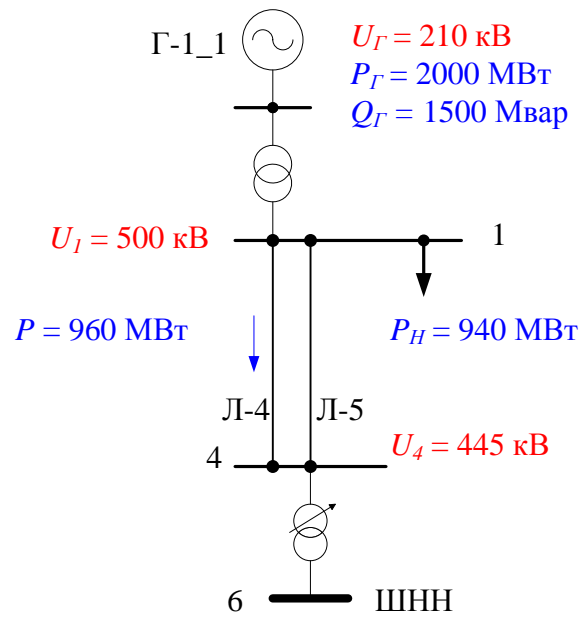 Г-1_1
U_Г = 210 кВ
P_Г = 2000 МВт
Q_Г = 1500 Мвар
U_1 = 500 кВ
1
P = 960 МВт
P_Н = 940 МВт
Л-4
Л-5
4
U_4 = 445 кВ
6
ШНН